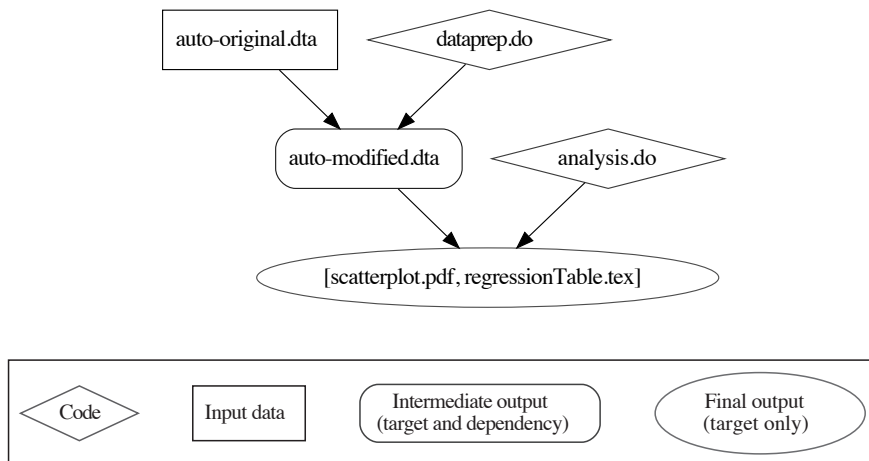 auto-original.dta
dataprep.do
auto-modified.dta
analysis.do
[scatterplot.pdf, regressionTable.tex]
Code
Input data
Intermediate output
(target and dependency)
Final output
(target only)